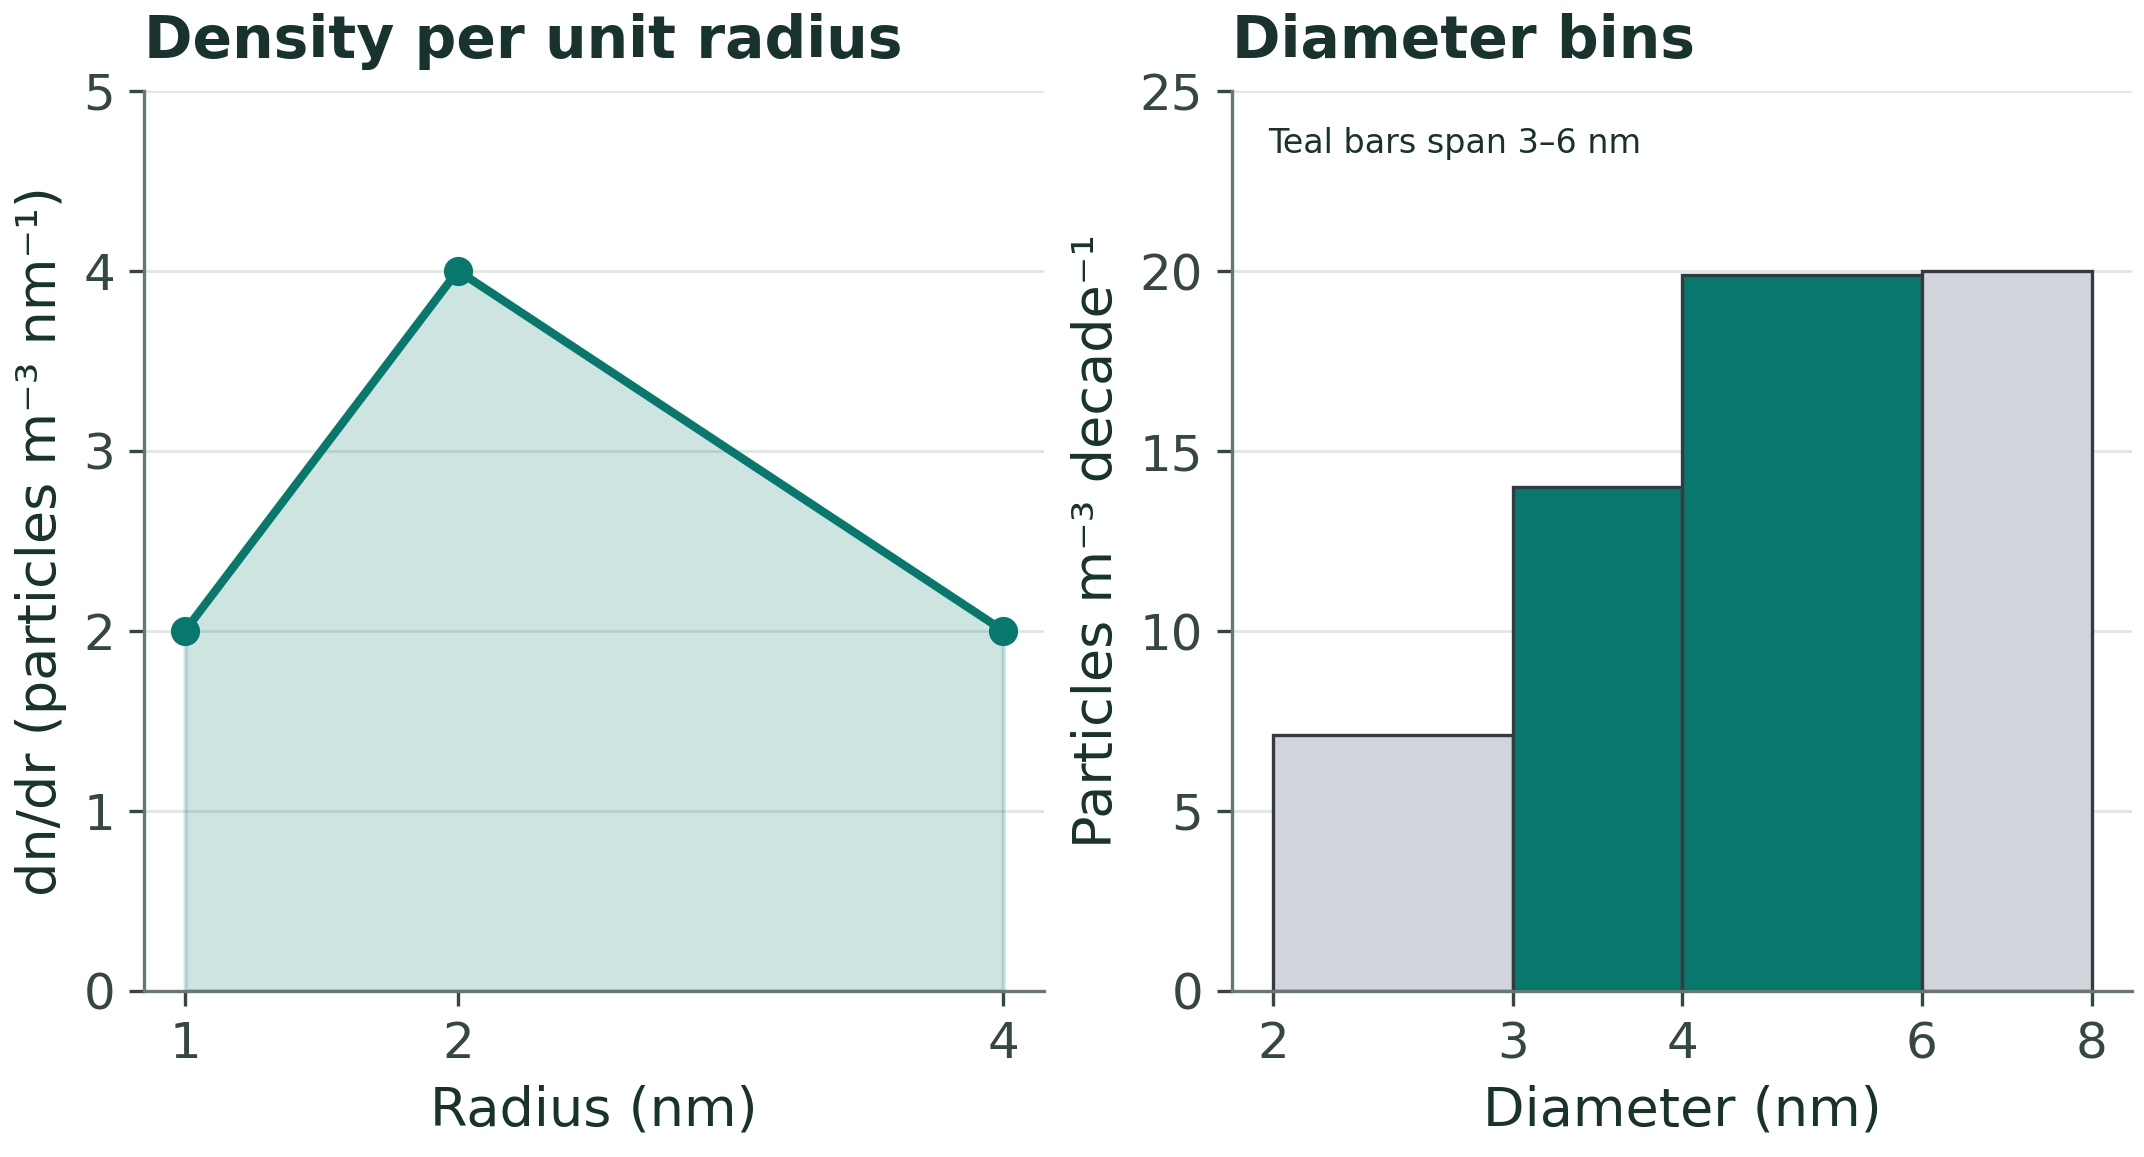 Density per unit radius
dn/dr (particles m⁻³ nm⁻¹)
5
4
3
2
1
0
1 2 4
Radius (nm)
Diameter bins
Particles m⁻³ decade⁻¹
25
20
15
10
5
0
Teal bars span 3–6 nm
2 3 4 6 8
Diameter (nm)